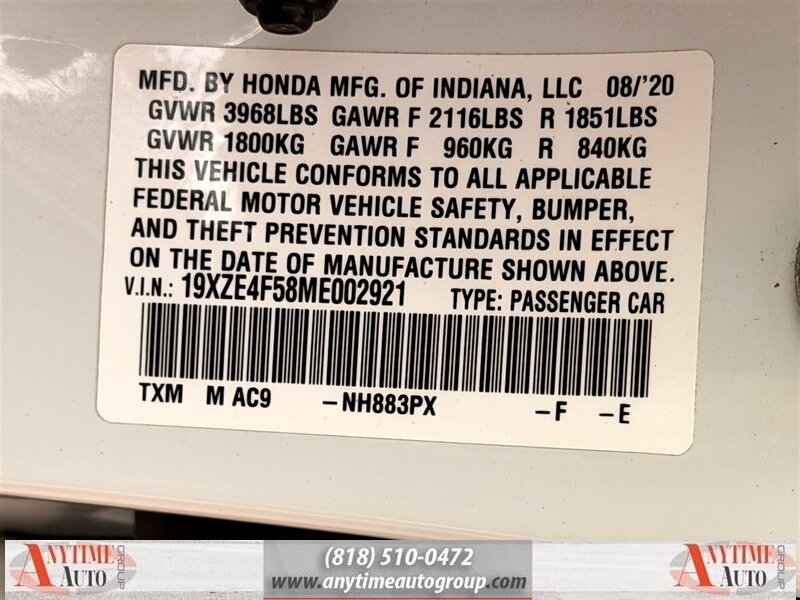 MFD. BY HONDA MFG. OF INDIANA, LLC 08/'20
GVWR 3968LBS GAWR F 2116LBS R 1851LBS
GVWR 1800KG GAWR F 960KG R 840KG
THIS VEHICLE CONFORMS TO ALL APPLICABLE
FEDERAL MOTOR VEHICLE SAFETY, BUMPER,
AND THEFT PREVENTION STANDARDS IN EFFECT
ON THE DATE OF MANUFACTURE SHOWN ABOVE.
V.I.N.: 19XZE4F58ME002921 TYPE: PASSENGER CAR
TXM M AC9 -NH883PX -F -E
ANYTIME AUTO GROUP
(818) 510-0472
www.anytimeautogroup.com
ANYTIME AUTO GROUP